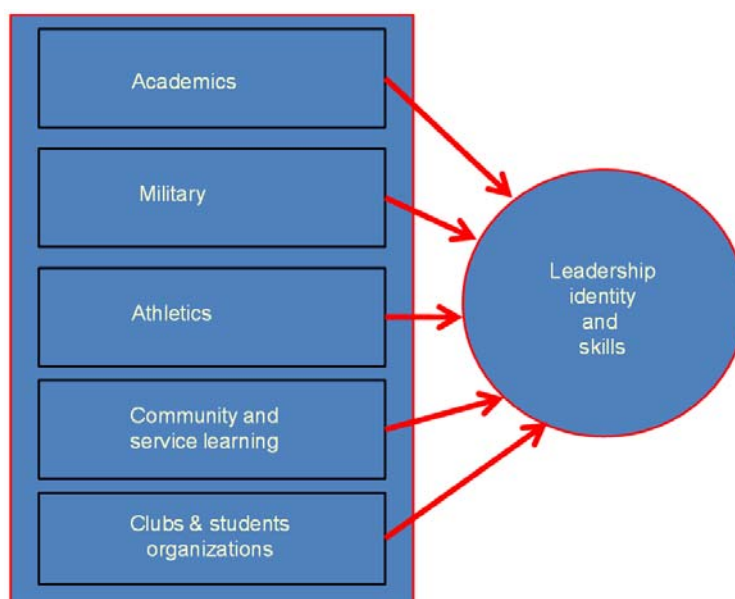 Academics
Military
Athletics
Community and
service learning
Clubs & students
organizations
Leadership
identity
and
skills